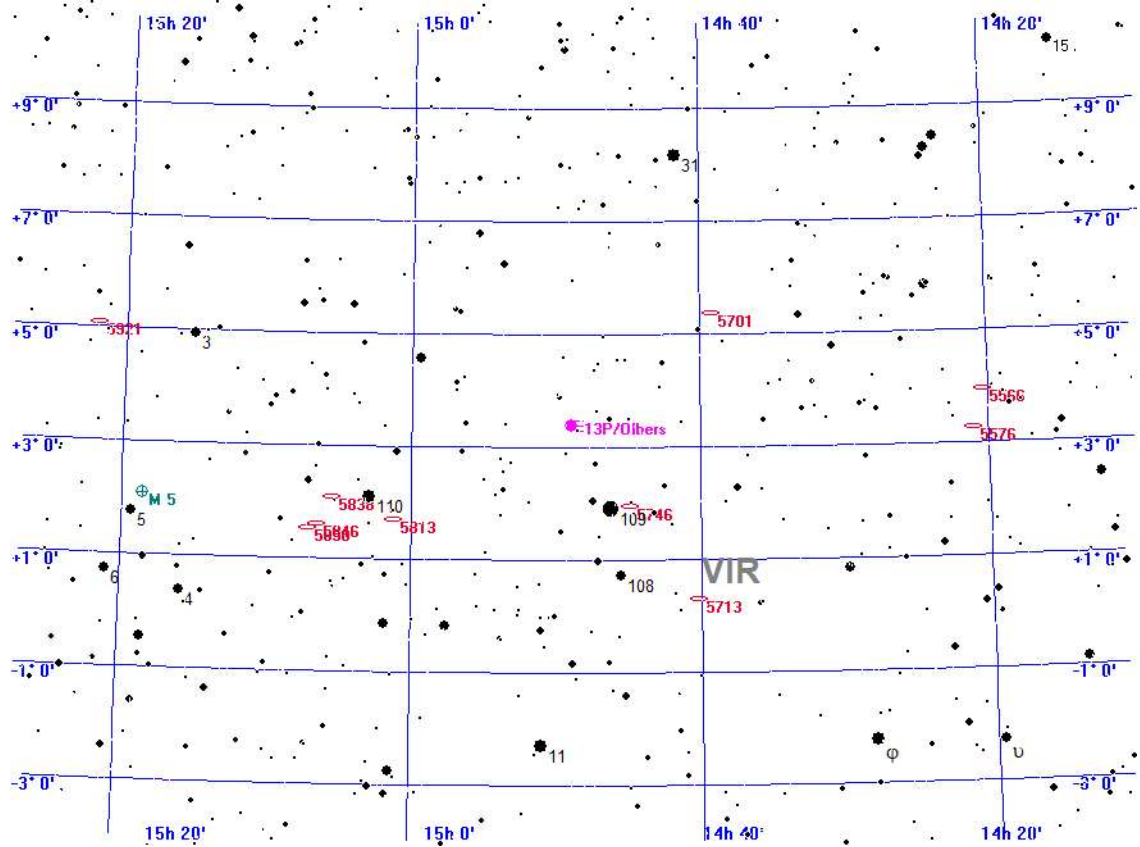 15h 20'
15h 0'
14h 40'
14h 20'
15
+9° 0'
+9° 0'
31
+7° 0'
+7° 0'
5921
+5° 0'
3
5701
+5° 0'
5566
13P/Olbers
5576
+3° 0'
+3° 0'
M 5
5838
110
5
5813
109
5746
5846
+1° 0'
+1° 0'
6
VIR
4
108
5713
-1° 0'
-1° 0'
11
φ
υ
-3° 0'
-3° 0'
15h 20'
15h 0'
14h 40'
14h 20'